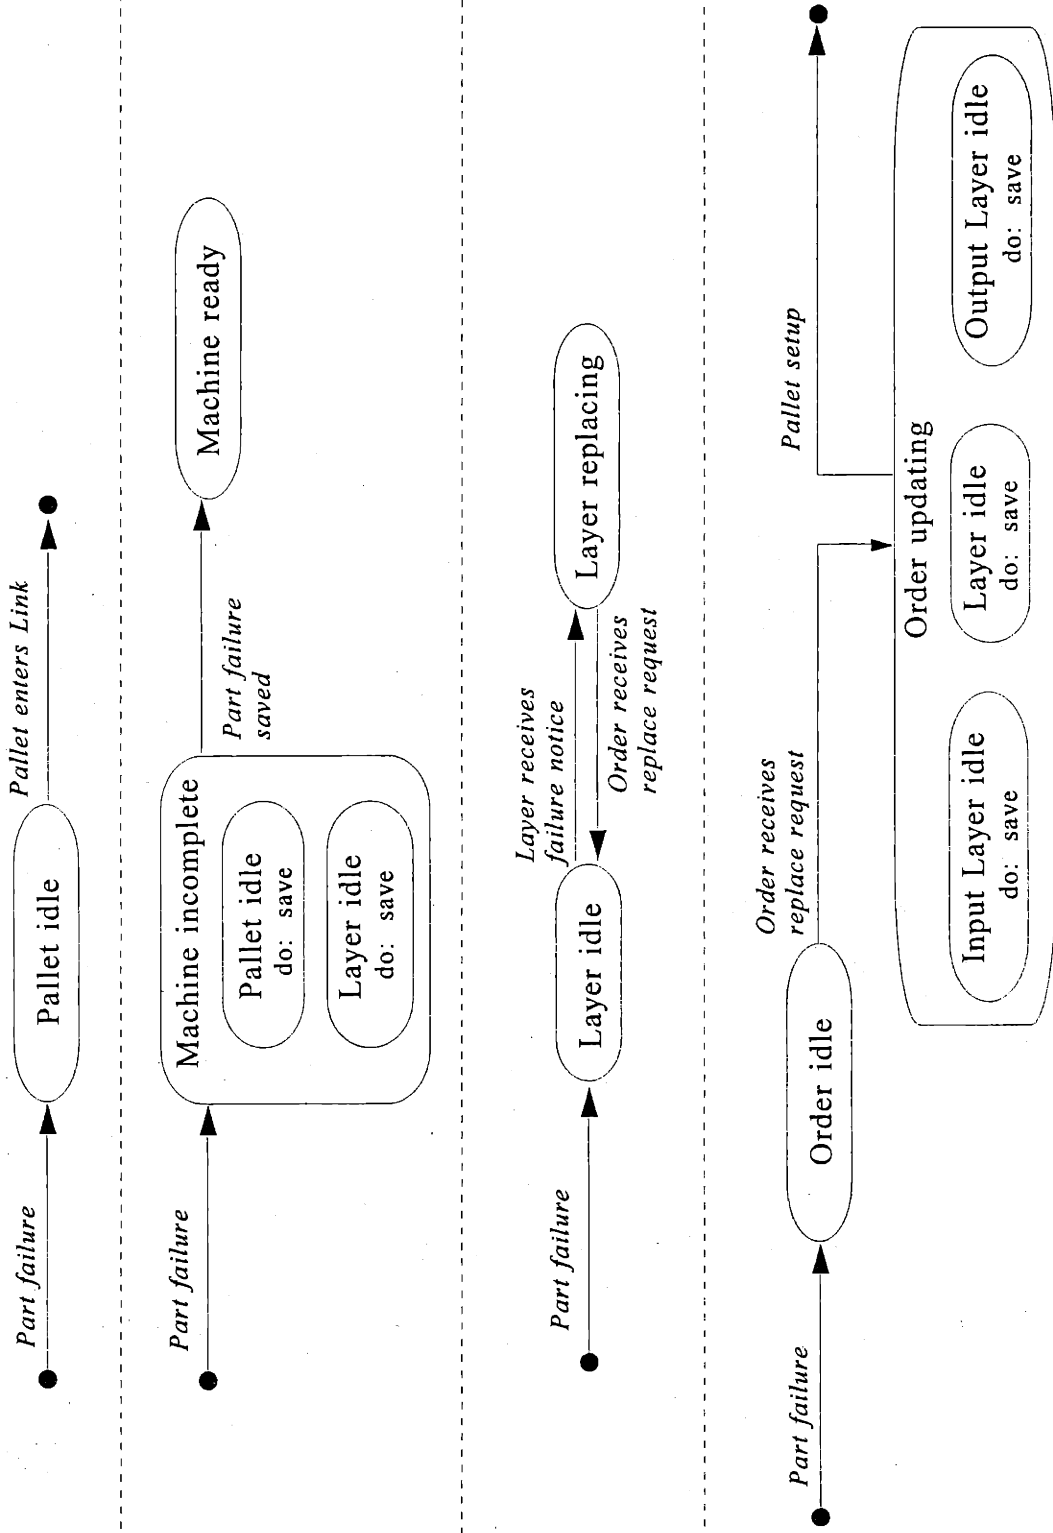 Part failure
Pallet idle
Pallet enters Link
Part failure
Machine incomplete
Pallet idle
do: save
Layer idle
do: save
Part failure
saved
Machine ready
Part failure
Layer idle
Layer receives
failure notice
Order receives
replace request
Layer replacing
Part failure
Order idle
Order receives
replace request
Pallet setup
Order updating
Input Layer idle
do: save
Layer idle
do: save
Output Layer idle
do: save